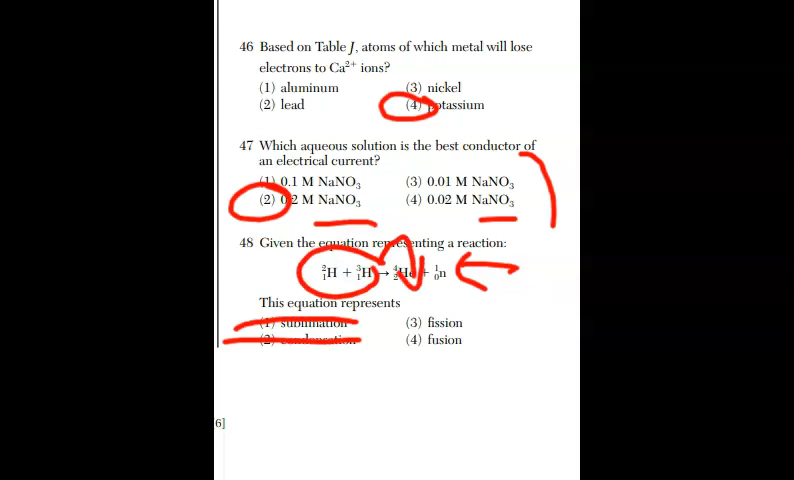 46 Based on Table J, atoms of which metal will lose
electrons to Ca²⁺ ions?
(1) aluminum (3) nickel
(2) lead (4) potassium
47 Which aqueous solution is the best conductor of
an electrical current?
(1) 0.1 M NaNO₃ (3) 0.01 M NaNO₃
(2) 0.2 M NaNO₃ (4) 0.02 M NaNO₃
48 Given the equation representing a reaction:
²₁H + ³₁H → ⁴₂He + ¹₀n
This equation represents
(1) sublimation (3) fission
(2) condensation (4) fusion
6]